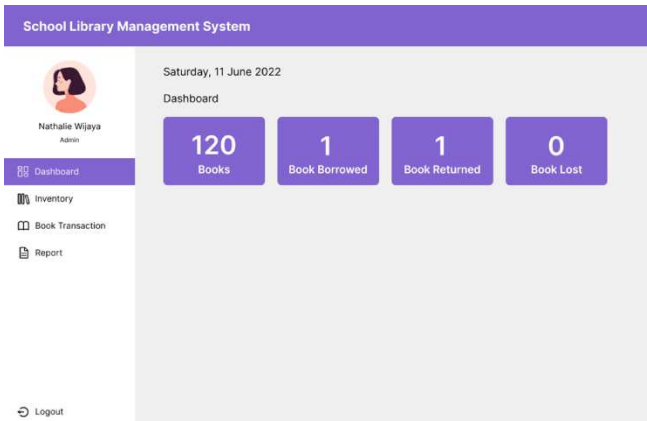 School Library Management System
Nathalie Wijaya
Admin
Dashboard
Inventory
Book Transaction
Report
Logout
Saturday, 11 June 2022
Dashboard
120
Books
1
Book Borrowed
1
Book Returned
0
Book Lost